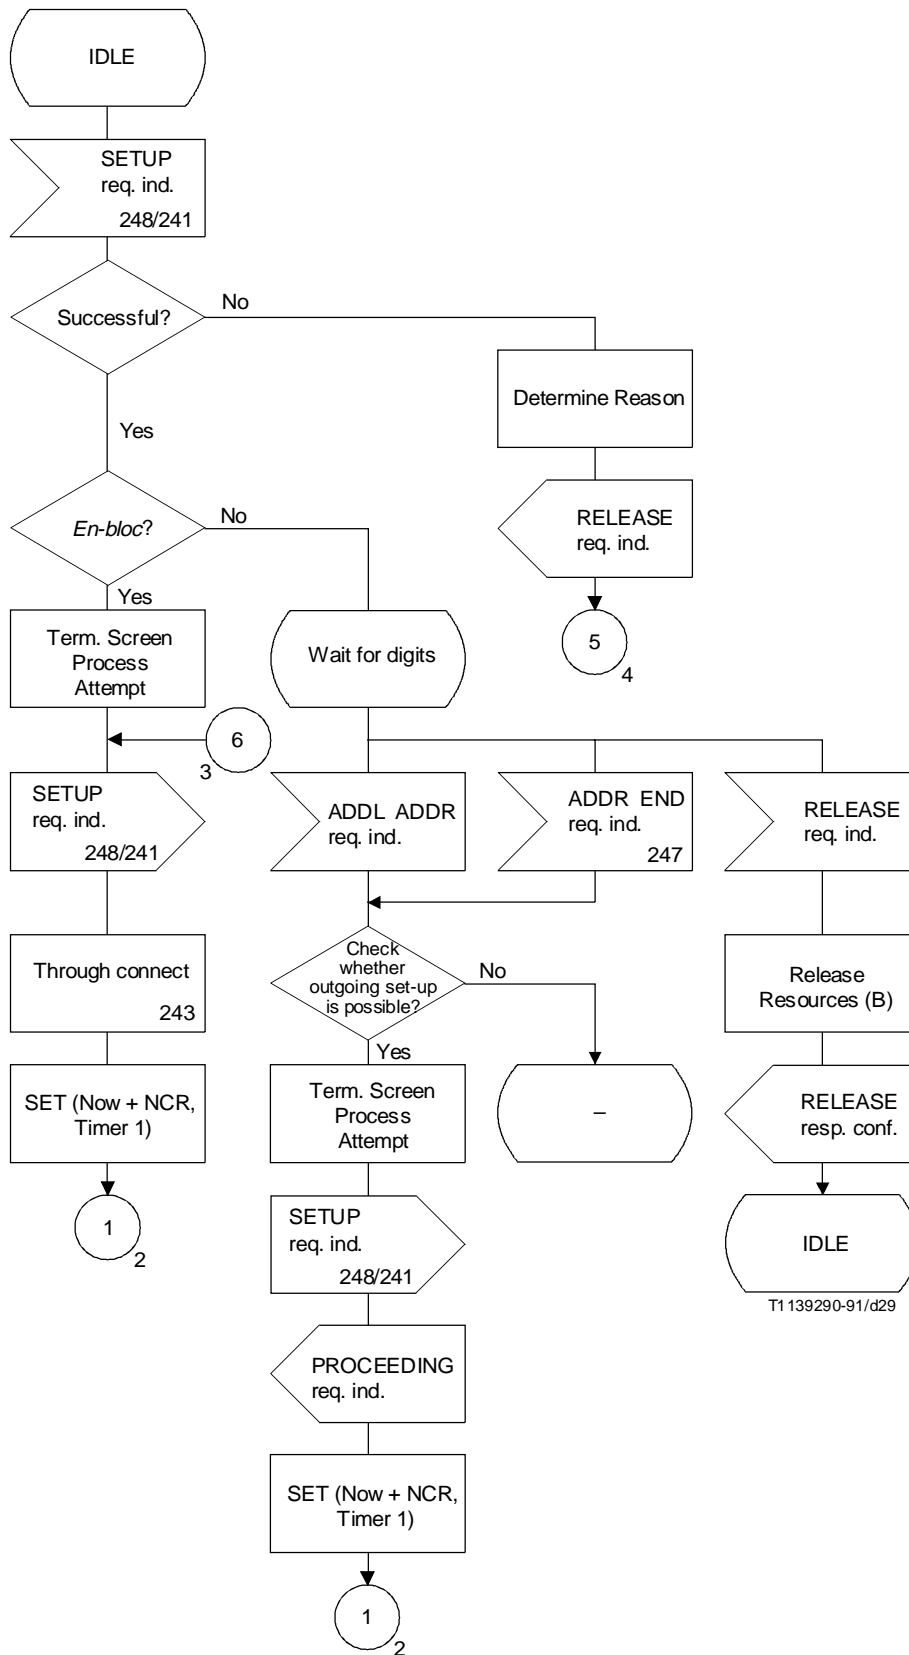 IDLE
SETUP
req. ind.
248/241
Successful?
No
Yes
Determine Reason
RELEASE
req. ind.
5
4
En-bloc?
No
Yes
Term. Screen
Process
Attempt
Wait for digits
6
3
SETUP
req. ind.
248/241
ADDL ADDR
req. ind.
ADDR END
req. ind.
247
RELEASE
req. ind.
Through connect
243
Check
whether
outgoing set-up
is possible?
No
Yes
Release
Resources (B)
SET (Now + NCR,
Timer 1)
Term. Screen
Process
Attempt
–
RELEASE
resp. conf.
1
2
SETUP
req. ind.
248/241
IDLE
T1139290-91/d29
PROCEEDING
req. ind.
SET (Now + NCR,
Timer 1)
1
2